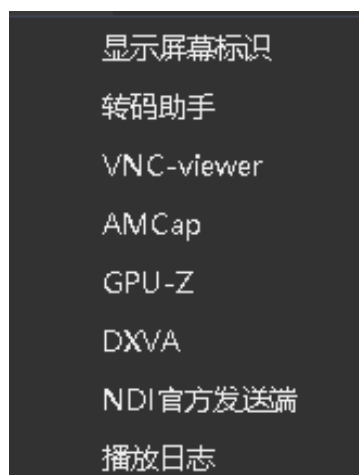 显示屏幕标识
转码助手
VNC-viewer
AMCap
GPU-Z
DXVA
NDI官方发送端
播放日志